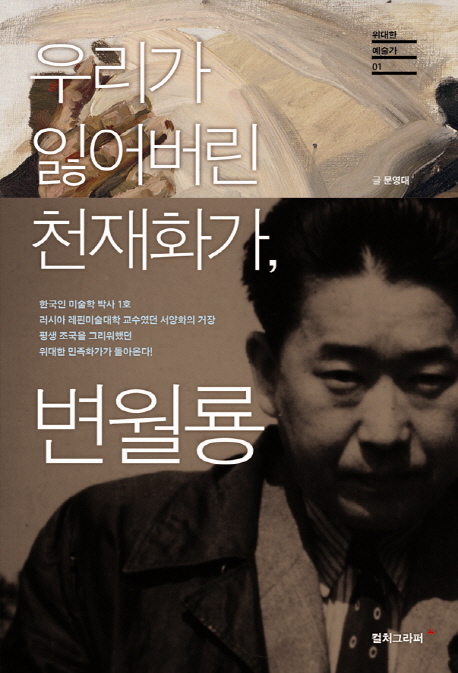 위대한
예술가
01
우리가
잃어버린
글 문영대
천재화가,
한국인 미술학 박사 1호
러시아 레핀미술대학 교수였던 서양화의 거장
평생 조국을 그리워했던
위대한 민족화가가 돌아온다!
변월룡
컬처그라퍼